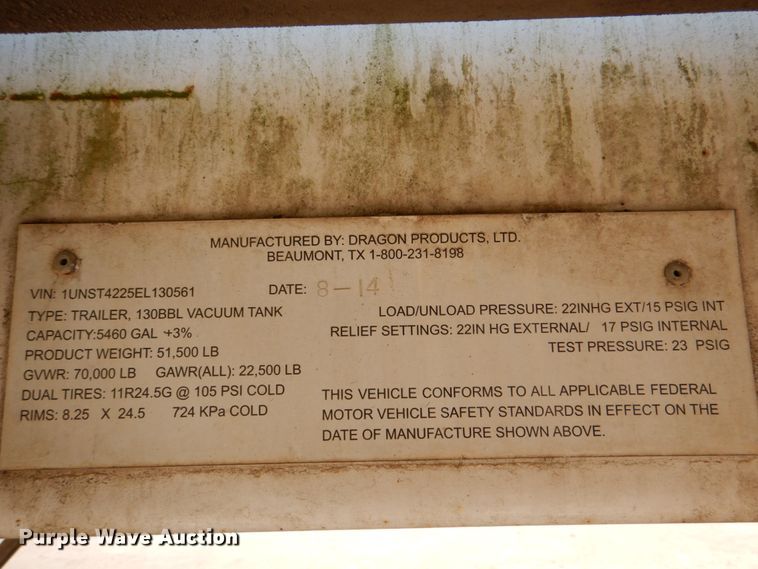 MANUFACTURED BY: DRAGON PRODUCTS, LTD.
BEAUMONT, TX 1-800-231-8198
VIN: 1UNST4225EL130561 DATE: 8-14
TYPE: TRAILER, 130BBL VACUUM TANK
CAPACITY:5460 GAL +3%
PRODUCT WEIGHT: 51,500 LB
GVWR: 70,000 LB GAWR(ALL): 22,500 LB
DUAL TIRES: 11R24.5G @ 105 PSI COLD
RIMS: 8.25 X 24.5 724 KPa COLD
LOAD/UNLOAD PRESSURE: 22INHG EXT/15 PSIG INT
RELIEF SETTINGS: 22IN HG EXTERNAL/ 17 PSIG INTERNAL
TEST PRESSURE: 23 PSIG
THIS VEHICLE CONFORMS TO ALL APPLICABLE FEDERAL
MOTOR VEHICLE SAFETY STANDARDS IN EFFECT ON THE
DATE OF MANUFACTURE SHOWN ABOVE.
Purple Wave Auction